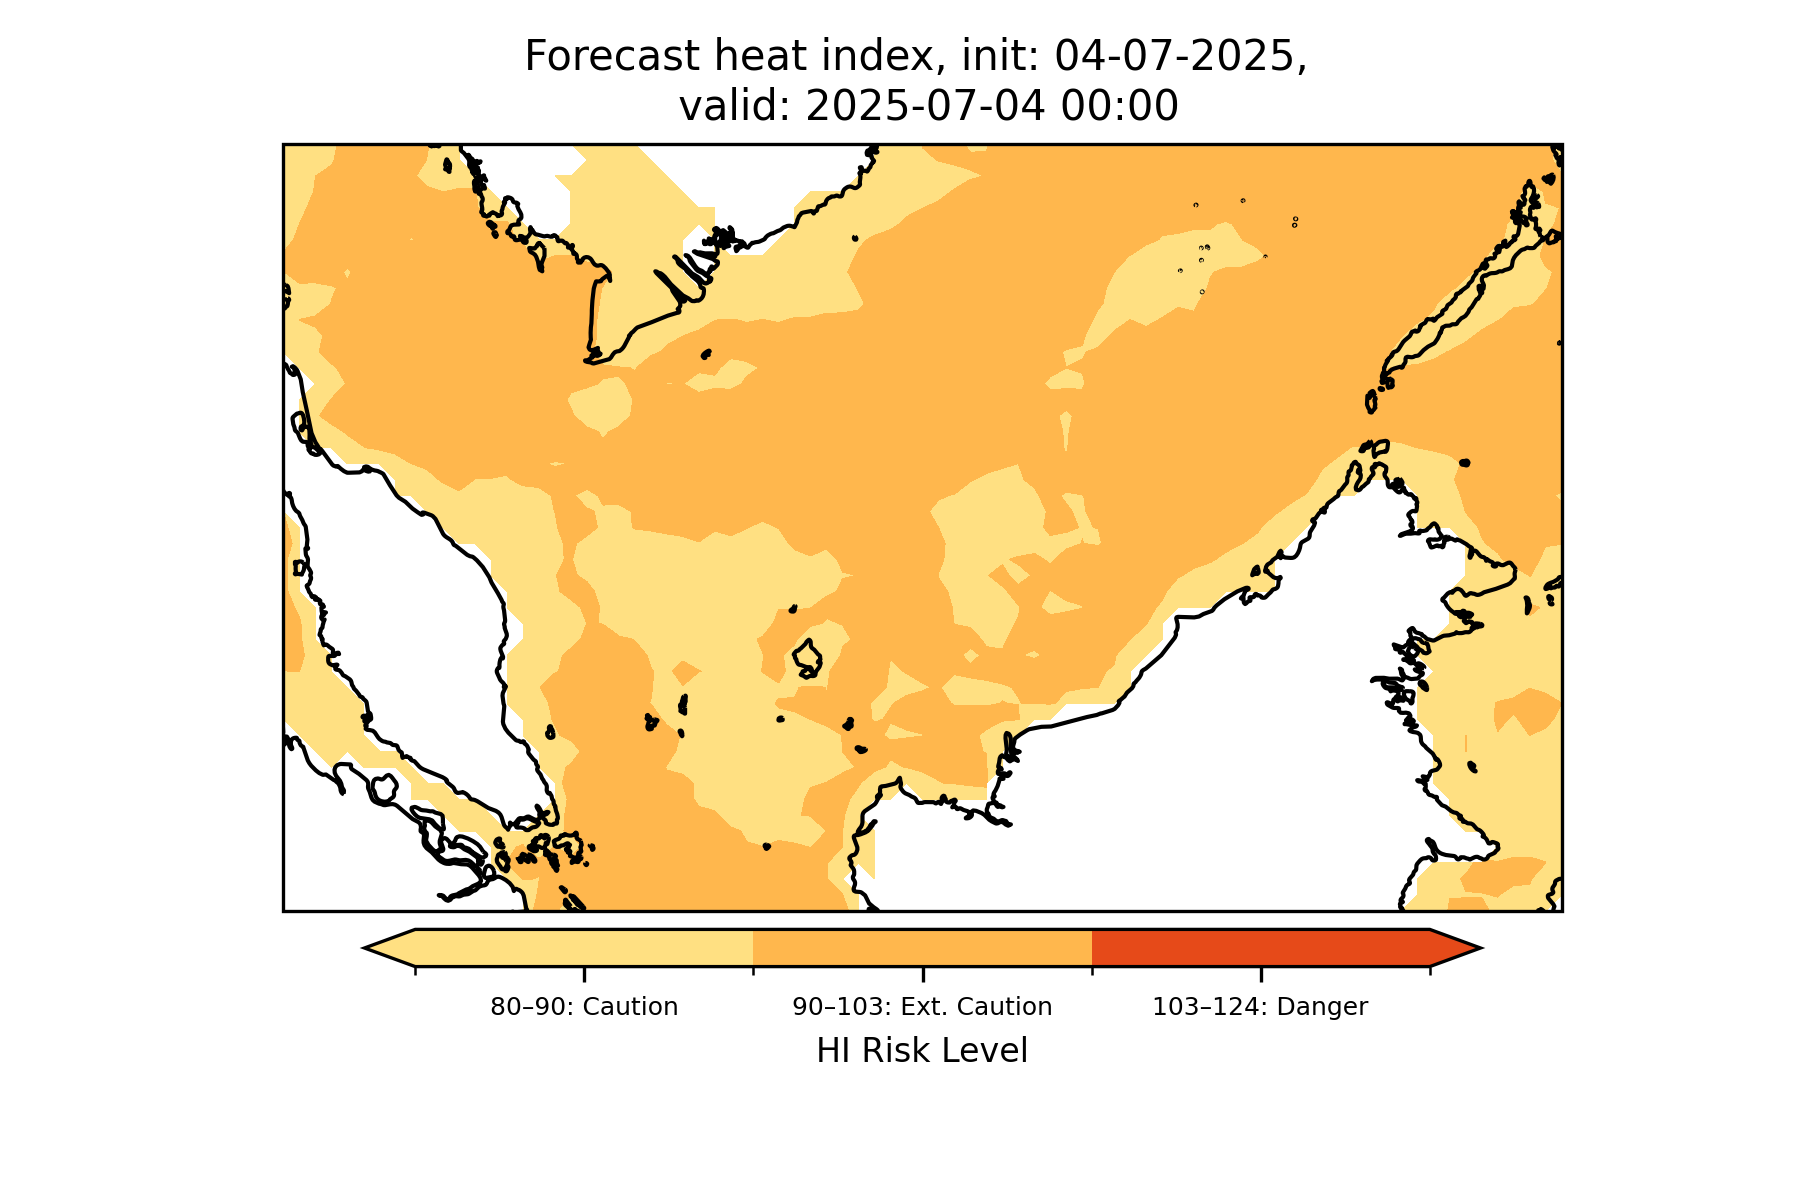 Forecast heat index, init: 04-07-2025,
valid: 2025-07-04 00:00
80–90: Caution
90–103: Ext. Caution
103–124: Danger
HI Risk Level